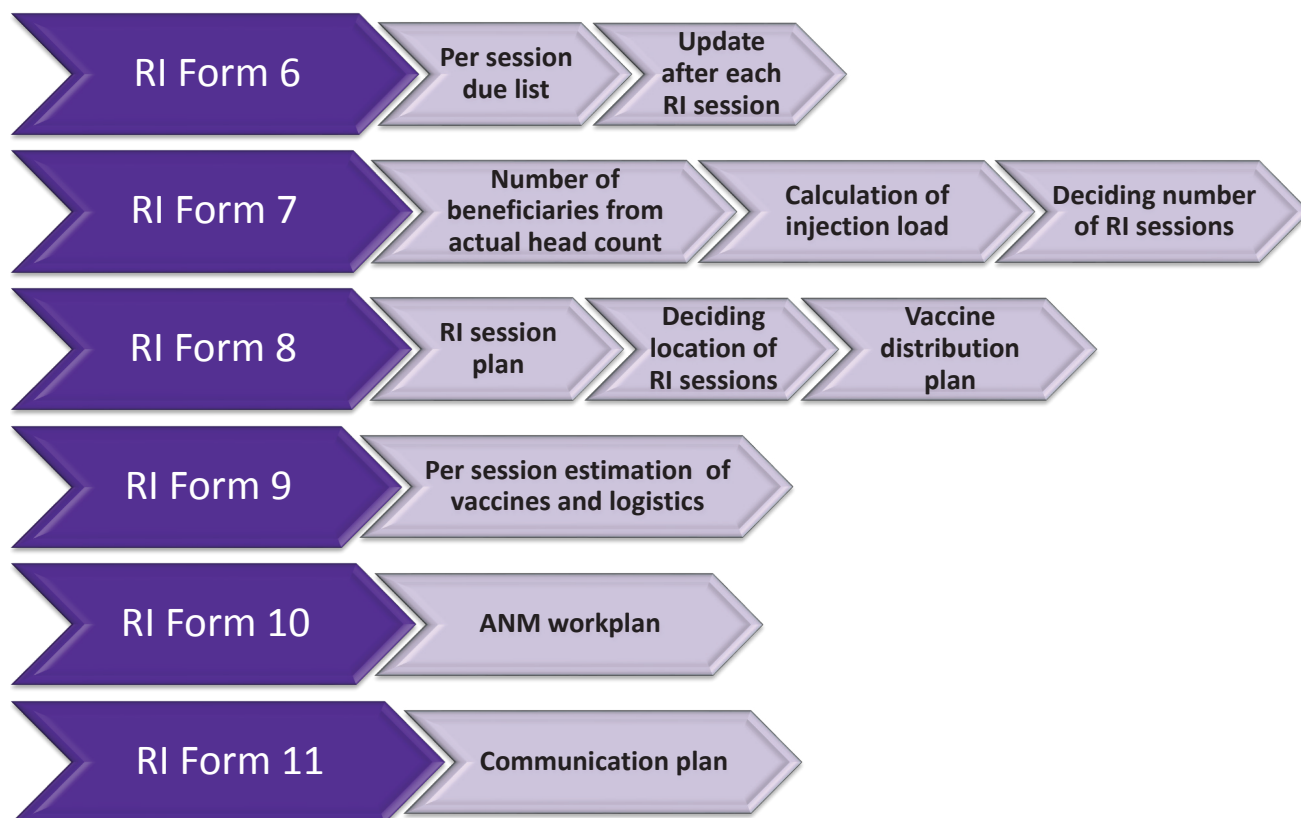 RI Form 6
Per session
due list
Update
after each
RI session
RI Form 7
Number of
beneficiaries from
actual head count
Calculation of
injection load
Deciding number
of RI sessions
RI Form 8
RI session
plan
Deciding
location of
RI sessions
Vaccine
distribution
plan
RI Form 9
Per session estimation of
vaccines and logistics
RI Form 10
ANM workplan
RI Form 11
Communication plan